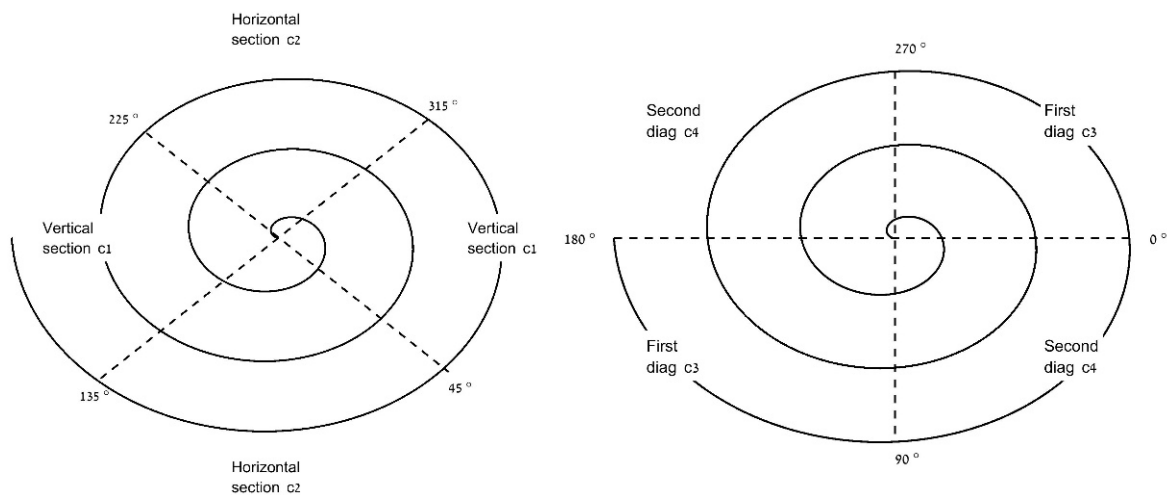 Horizontal
section c2
225 °
315 °
Vertical
section c1
Vertical
section c1
135 °
45 °
Horizontal
section c2
270 °
Second
diag c4
First
diag c3
180 °
0 °
First
diag c3
Second
diag c4
90 °